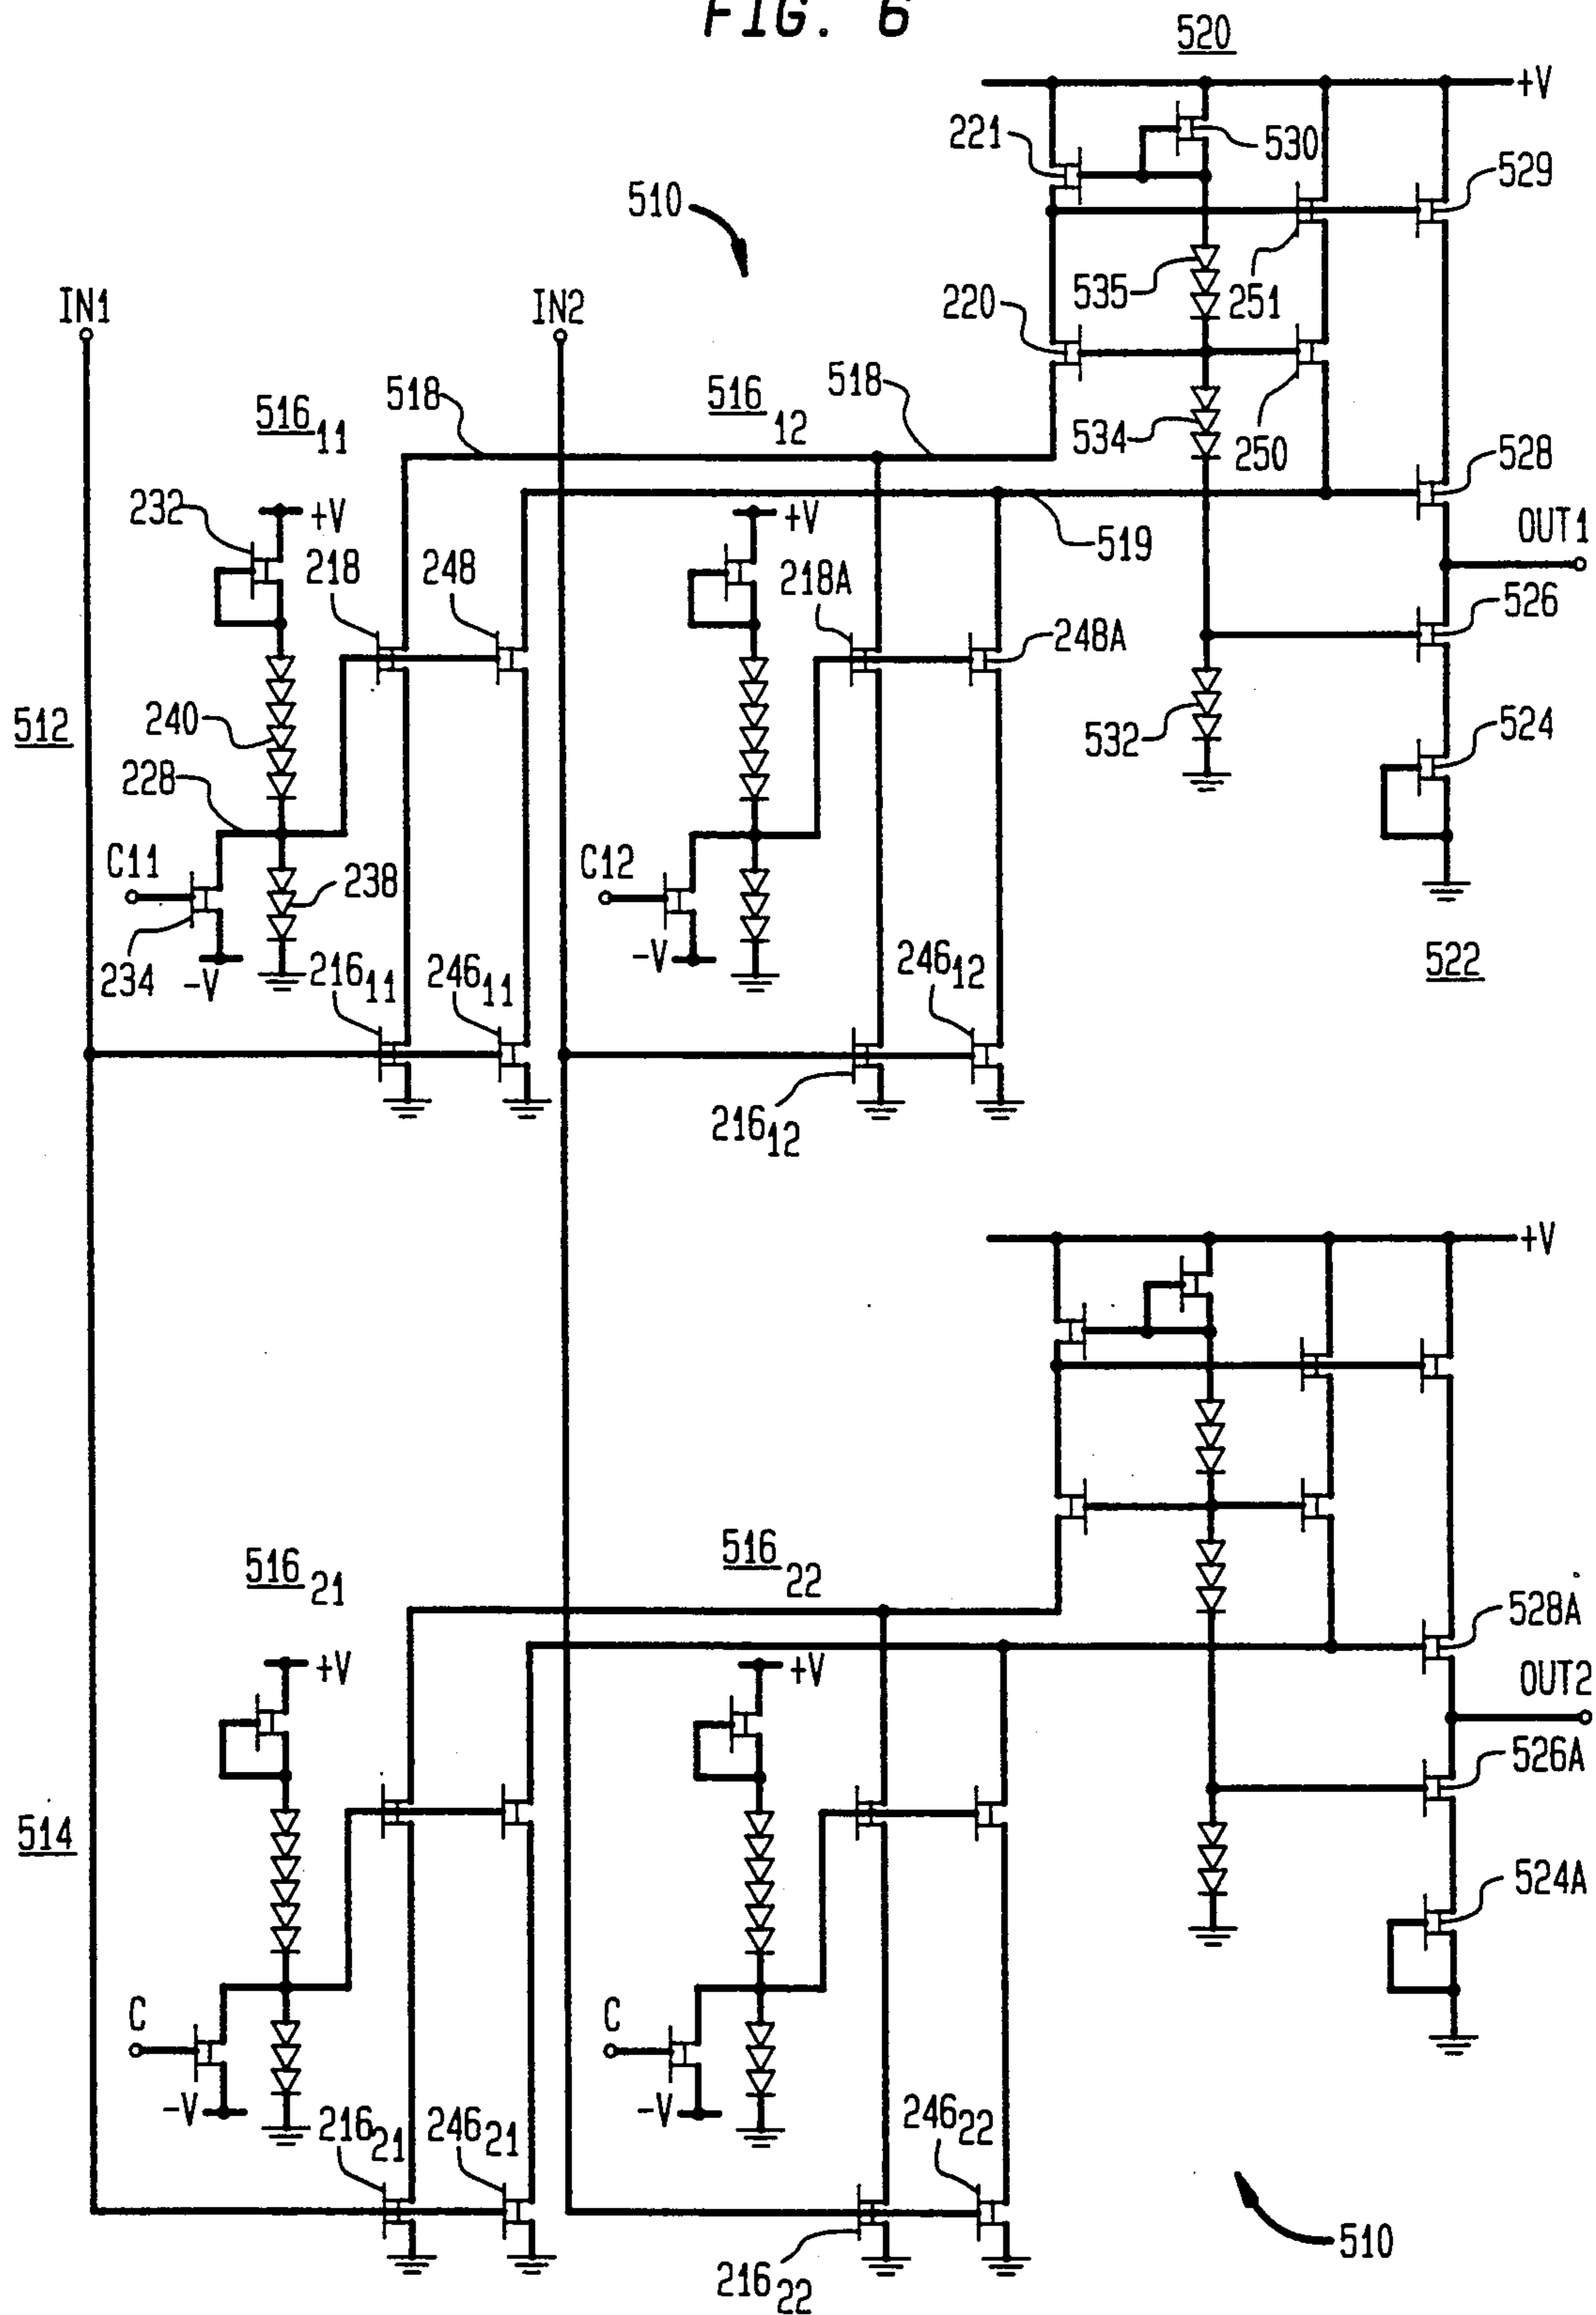 FIG. 6
520
+V
221
530
529
510
535
251
IN1
IN2
220
518
516 12
518
516 11
534
250
528
232
+V
+V
519
OUT1
218
248
218A
248A
526
512
240
532
524
228
C11
238
C12
234
-V
-V
216 11
246 11
246 12
522
216 12
+V
516 21
516 22
528A
+V
+V
OUT2
526A
514
524A
C
C
-V
-V
216 21
246 21
246 22
216 22
510